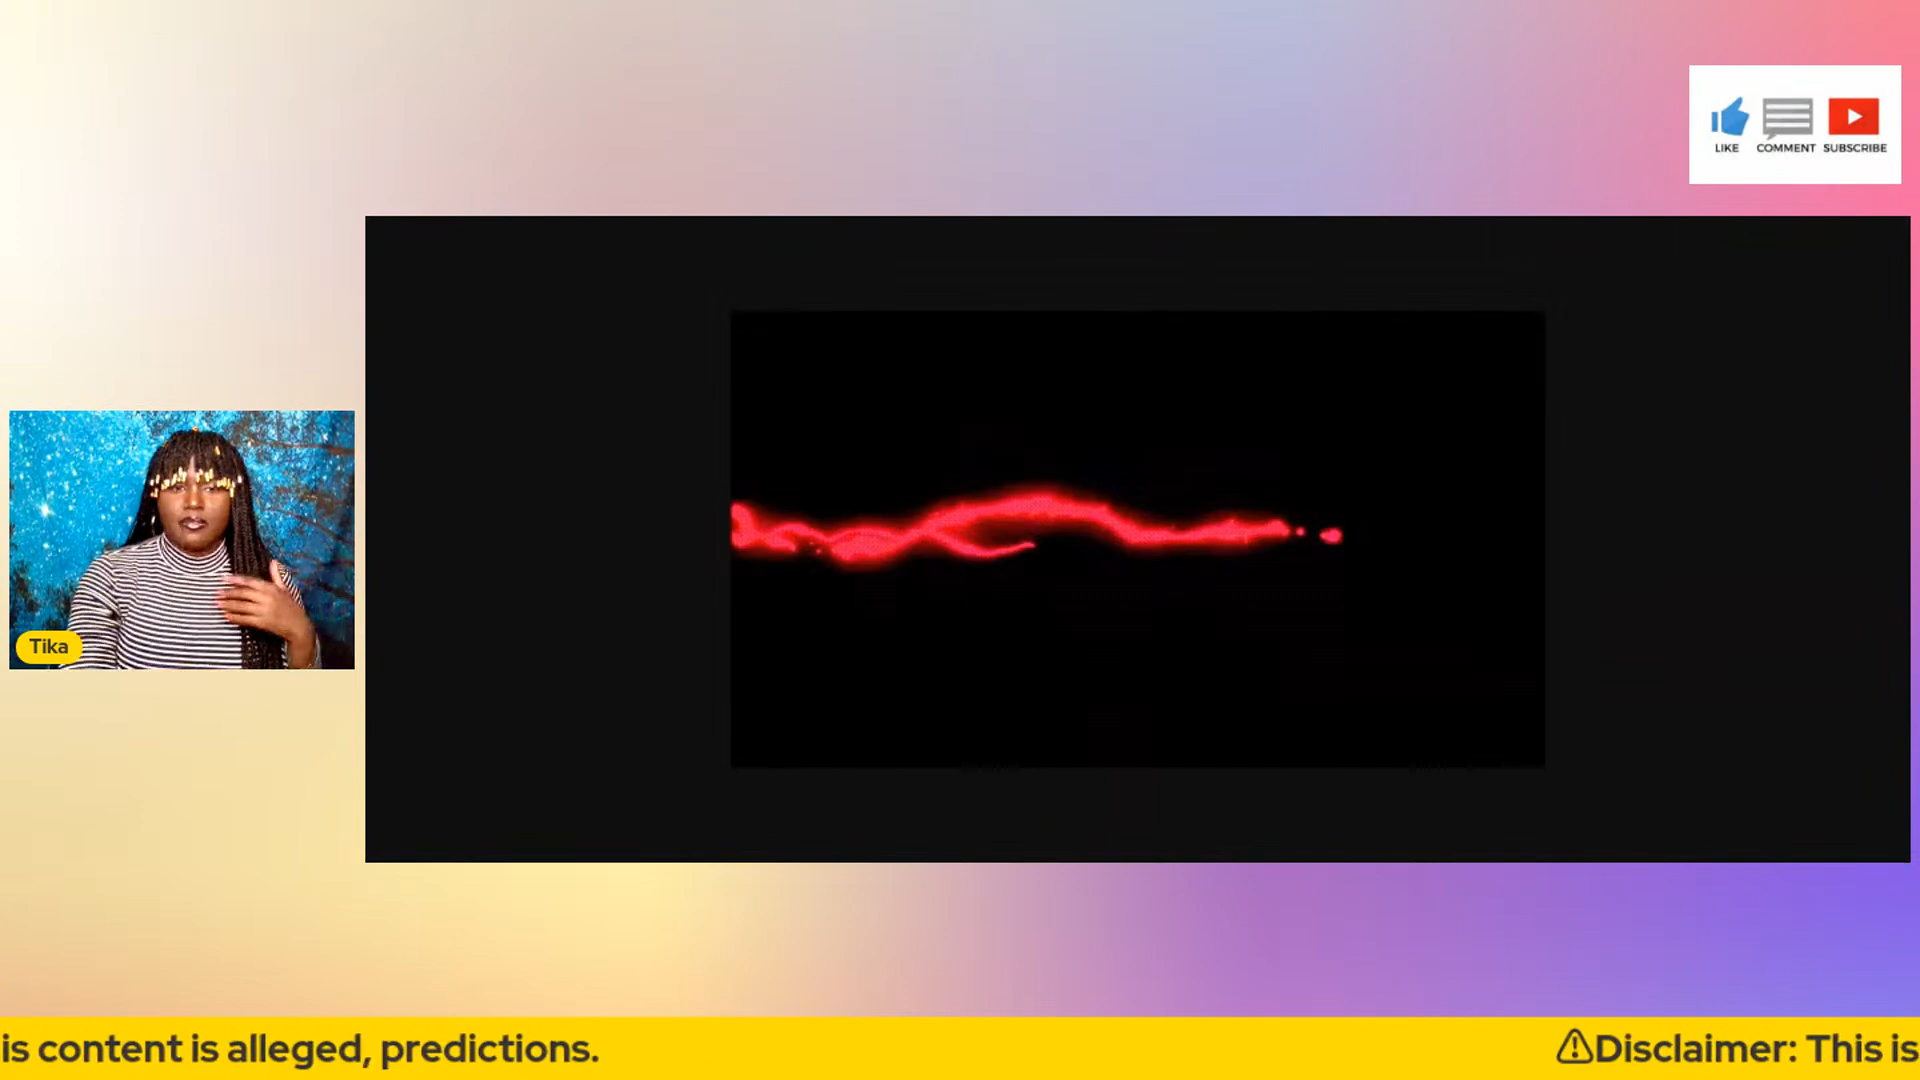 LIKE COMMENT SUBSCRIBE
Tika
is content is alleged, predictions. ⚠Disclaimer: This is